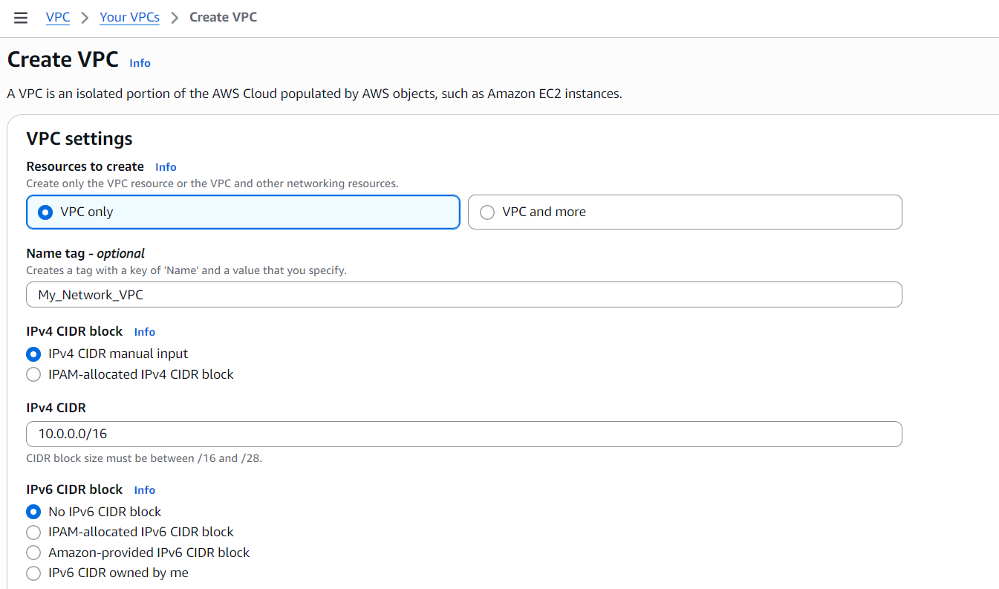 VPC > Your VPCs > Create VPC
Create VPC Info
A VPC is an isolated portion of the AWS Cloud populated by AWS objects, such as Amazon EC2 instances.
VPC settings
Resources to create Info
Create only the VPC resource or the VPC and other networking resources.
VPC only VPC and more
Name tag - optional
Creates a tag with a key of 'Name' and a value that you specify.
My_Network_VPC
IPv4 CIDR block Info
IPv4 CIDR manual input
IPAM-allocated IPv4 CIDR block
IPv4 CIDR
10.0.0.0/16
CIDR block size must be between /16 and /28.
IPv6 CIDR block Info
No IPv6 CIDR block
IPAM-allocated IPv6 CIDR block
Amazon-provided IPv6 CIDR block
IPv6 CIDR owned by me